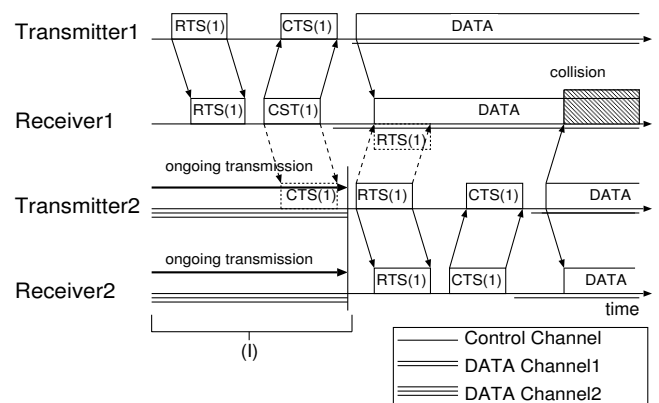 Transmitter1
RTS(1)
CTS(1)
DATA
collision
Receiver1
RTS(1)
CST(1)
DATA
RTS(1)
ongoing transmission
Transmitter2
CTS(1)
RTS(1)
CTS(1)
DATA
ongoing transmission
Receiver2
RTS(1)
CTS(1)
DATA
time
(I)
Control Channel
DATA Channel1
DATA Channel2